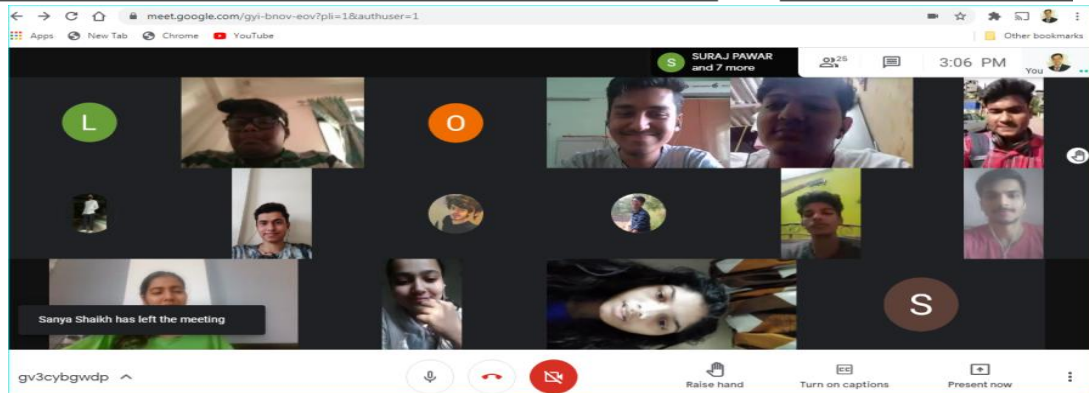 meet.google.com/gyi-bnov-eov?pli=1&authuser=1
Apps New Tab Chrome YouTube Other bookmarks
S SURAJ PAWAR
and 7 more
25
3:06 PM
You
L
O
S
Sanya Shaikh has left the meeting
gv3cybgwdp
Raise hand
CC
Turn on captions
Present now